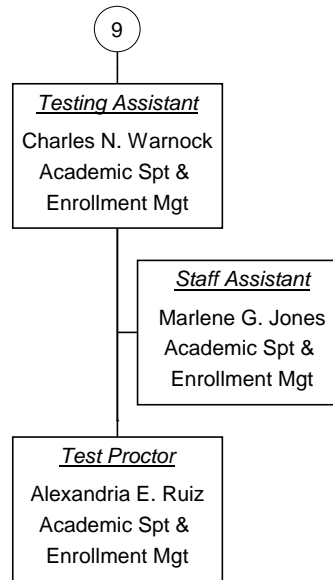 9
Testing Assistant
Charles N. Warnock
Academic Spt &
Enrollment Mgt
Staff Assistant
Marlene G. Jones
Academic Spt &
Enrollment Mgt
Test Proctor
Alexandria E. Ruiz
Academic Spt &
Enrollment Mgt